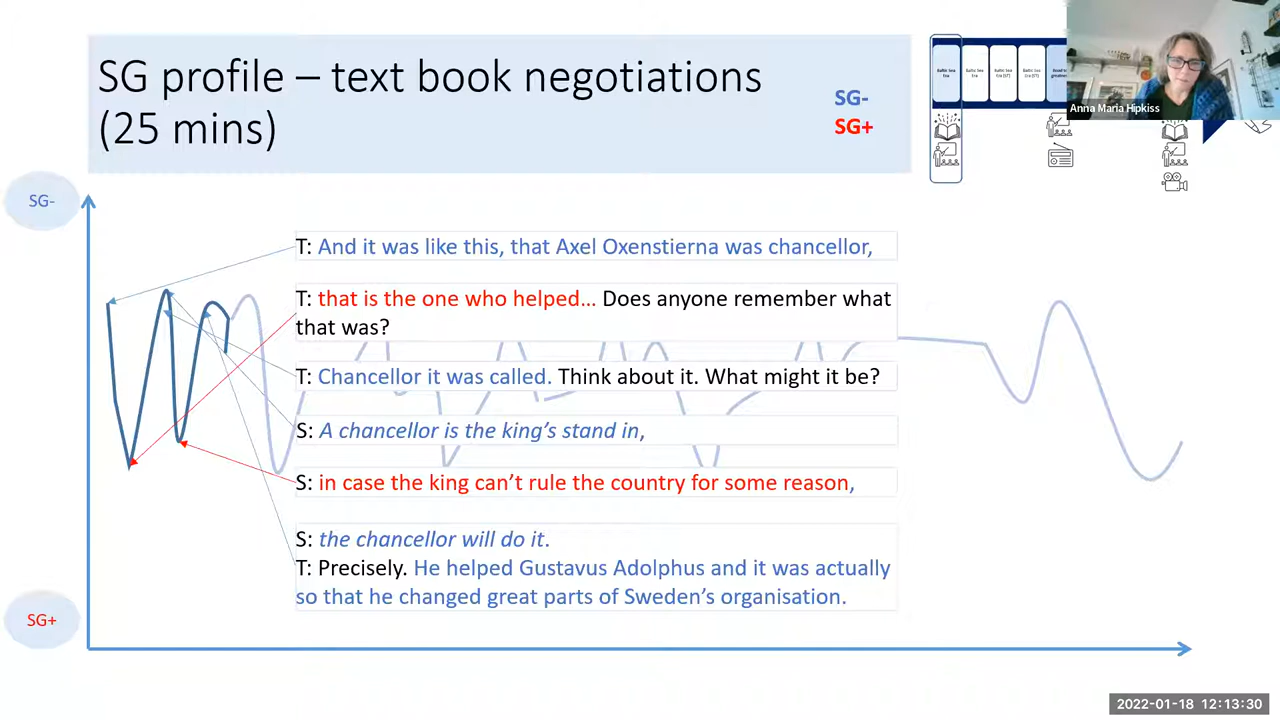 SG profile – text book negotiations
(25 mins)
SG-
SG+
Baltic Sea
Anna Maria Hipkiss
SG-
T: And it was like this, that Axel Oxenstierna was chancellor,
T: that is the one who helped... Does anyone remember what
that was?
T: Chancellor it was called. Think about it. What might it be?
S: A chancellor is the king's stand in,
S: in case the king can't rule the country for some reason,
S: the chancellor will do it.
T: Precisely. He helped Gustavus Adolphus and it was actually
so that he changed great parts of Sweden's organisation.
SG+
2022-01-18 12:13:30